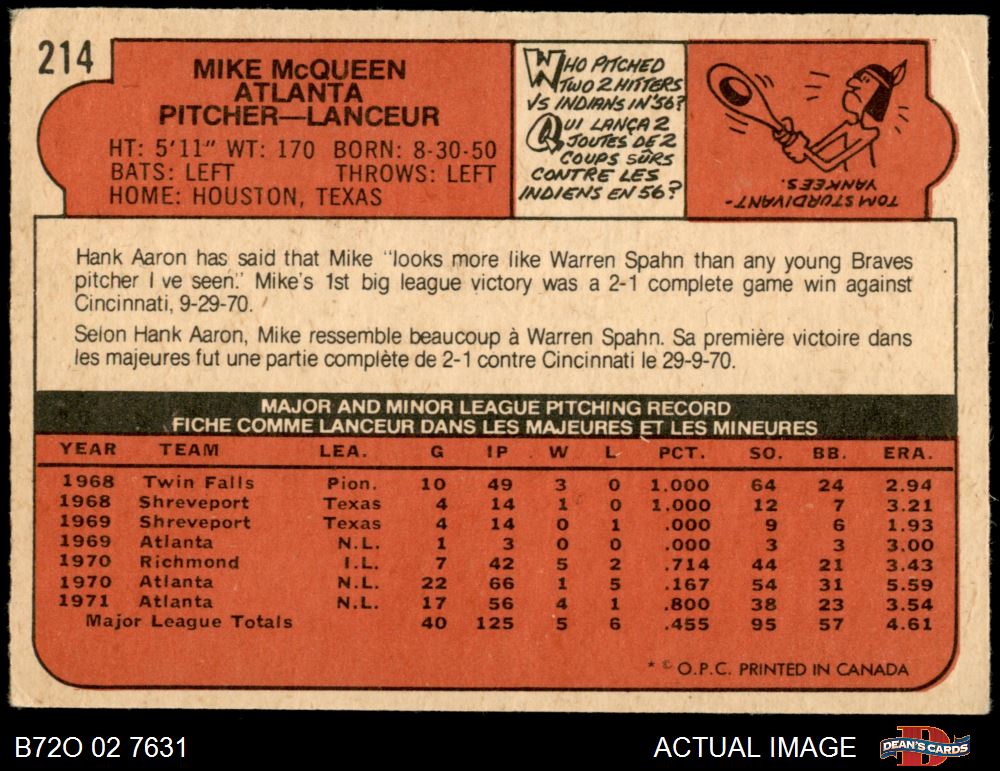 214
MIKE McQUEEN
ATLANTA
PITCHER—LANCEUR
HT: 5'11" WT: 170 BORN: 8-30-50
BATS: LEFT THROWS: LEFT
HOME: HOUSTON, TEXAS
WHO PITCHED
TWO 2 HITTERS
VS INDIANS IN '56?
QUI LANÇA 2
JOUTES DE 2
COUPS SÛRS
CONTRE LES
INDIENS EN 56?
TOM STURDIVANT-
YANKEES.
Hank Aaron has said that Mike "looks more like Warren Spahn than any young Braves
pitcher I ve seen." Mike's 1st big league victory was a 2-1 complete game win against
Cincinnati, 9-29-70.
Selon Hank Aaron, Mike ressemble beaucoup à Warren Spahn. Sa première victoire dans
les majeures fut une partie complète de 2-1 contre Cincinnati le 29-9-70.
MAJOR AND MINOR LEAGUE PITCHING RECORD
FICHE COMME LANCEUR DANS LES MAJEURES ET LES MINEURES
YEAR TEAM LEA. G IP W L PCT. SO. BB. ERA.
1968 Twin Falls Pion. 10 49 3 0 1.000 64 24 2.94
1968 Shreveport Texas 4 14 1 0 1.000 12 7 3.21
1969 Shreveport Texas 4 14 0 1 .000 9 6 1.93
1969 Atlanta N.L. 1 3 0 0 .000 3 3 3.00
1970 Richmond I.L. 7 42 5 2 .714 44 21 3.43
1970 Atlanta N.L. 22 66 1 5 .167 54 31 5.59
1971 Atlanta N.L. 17 56 4 1 .800 38 23 3.54
Major League Totals 40 125 5 6 .455 95 57 4.61
* © O.P.C. PRINTED IN CANADA
B72O 02 7631
ACTUAL IMAGE
DEAN'S CARDS